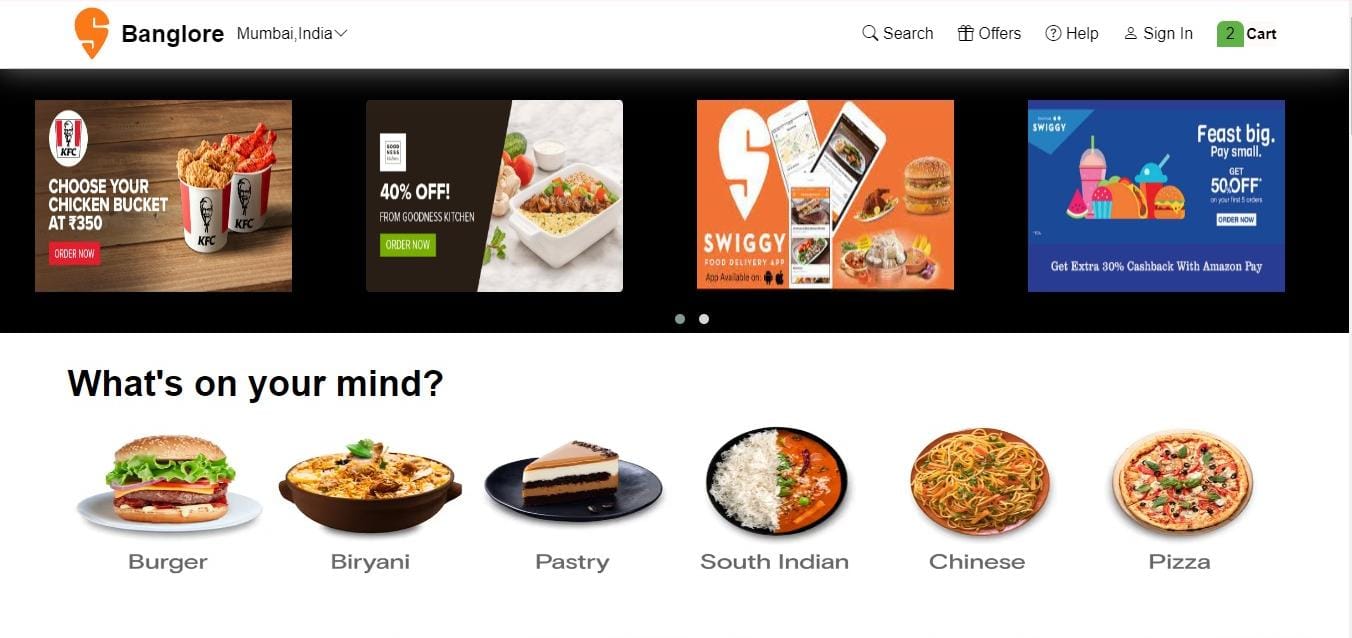 Banglore Mumbai,India
Search Offers Help Sign In 2 Cart
KFC
CHOOSE YOUR
CHICKEN BUCKET
AT ₹350
ORDER NOW
KFC
KFC
GOOD
NESS
40% OFF!
FROM GOODNESS KITCHEN
ORDER NOW
SWIGGY
FOOD DELIVERY APP
App Available on:
SWIGGY
Feast big.
Pay small.
GET
50%OFF*
on your first 5 orders
ORDER NOW
Get Extra 30% Cashback With Amazon Pay
What's on your mind?
Burger Biryani Pastry South Indian Chinese Pizza